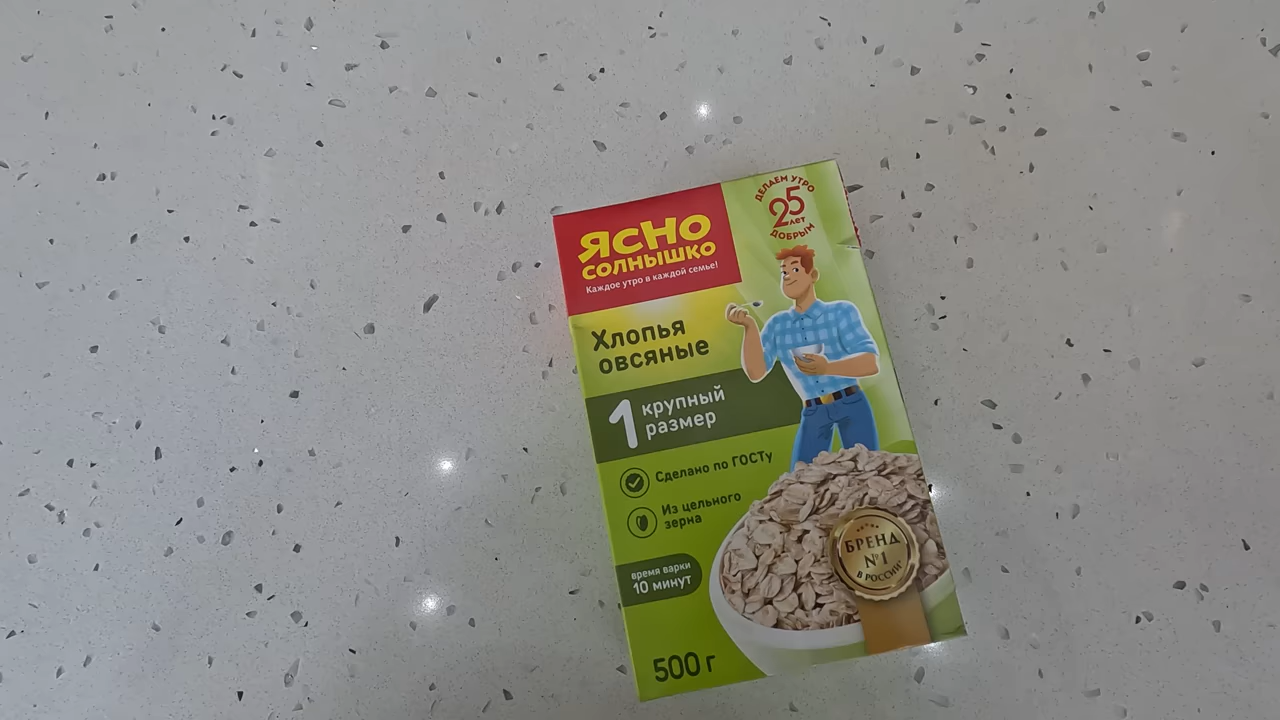 ЯСНО
СОЛНЫШКО
Каждое утро в каждой семье!
ДЕЛАЕМ УТРО
25
лет
ДОБРЫМ
Хлопья
овсяные
1 крупный
размер
Сделано по ГОСТу
Из цельного
зерна
время варки
10 минут
БРЕНД
№1
В РОССИИ
500 г